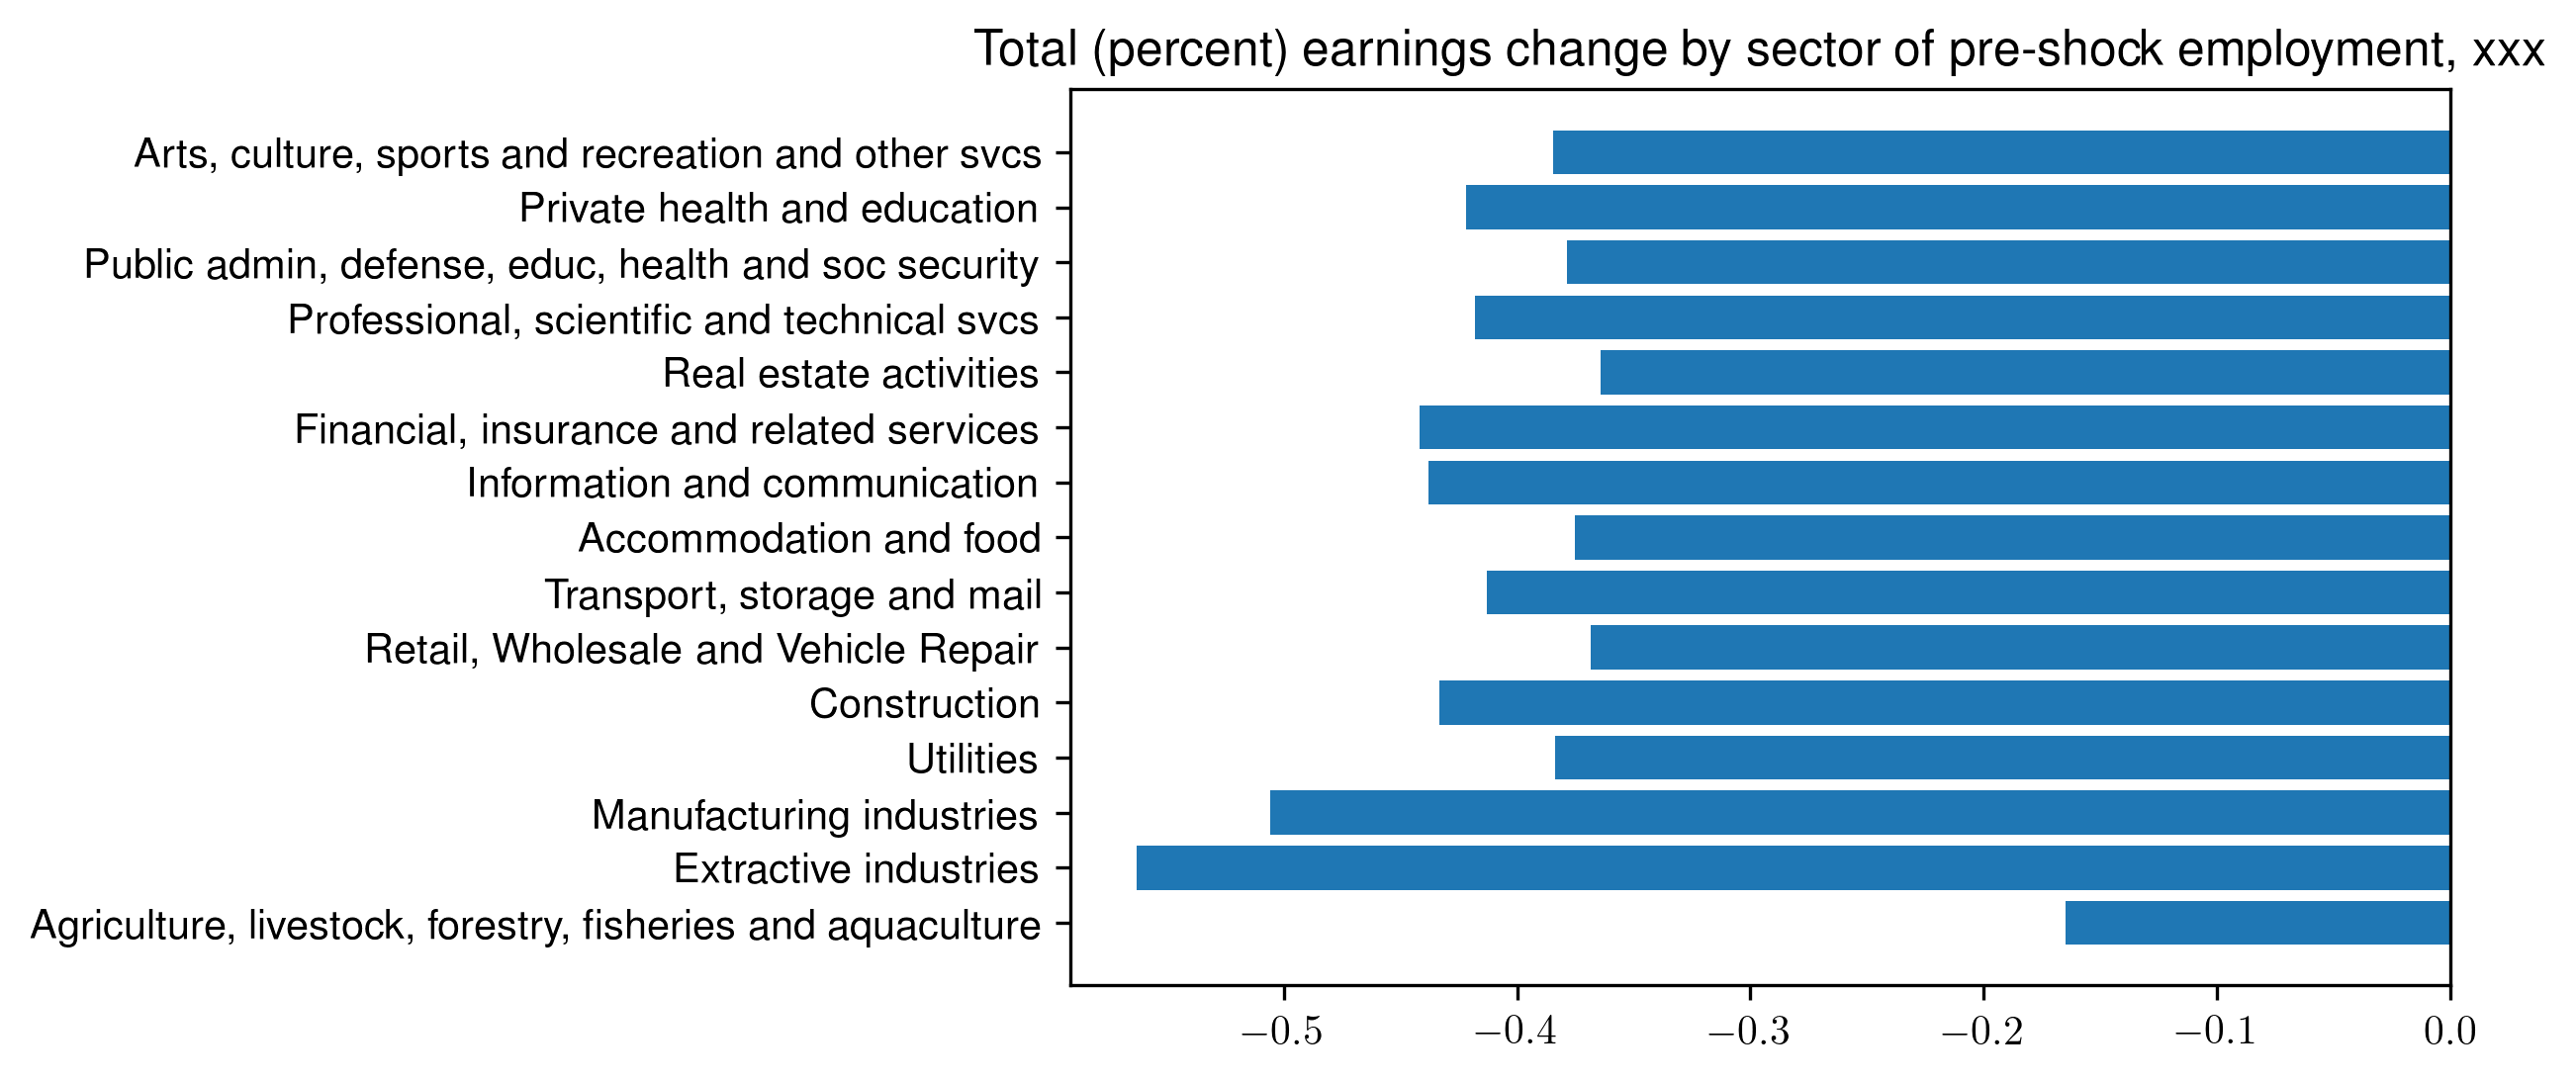 Total (percent) earnings change by sector of pre-shock employment, xxx
Arts, culture, sports and recreation and other svcs
Private health and education
Public admin, defense, educ, health and soc security
Professional, scientific and technical svcs
Real estate activities
Financial, insurance and related services
Information and communication
Accommodation and food
Transport, storage and mail
Retail, Wholesale and Vehicle Repair
Construction
Utilities
Manufacturing industries
Extractive industries
Agriculture, livestock, forestry, fisheries and aquaculture
−0.5 −0.4 −0.3 −0.2 −0.1 0.0